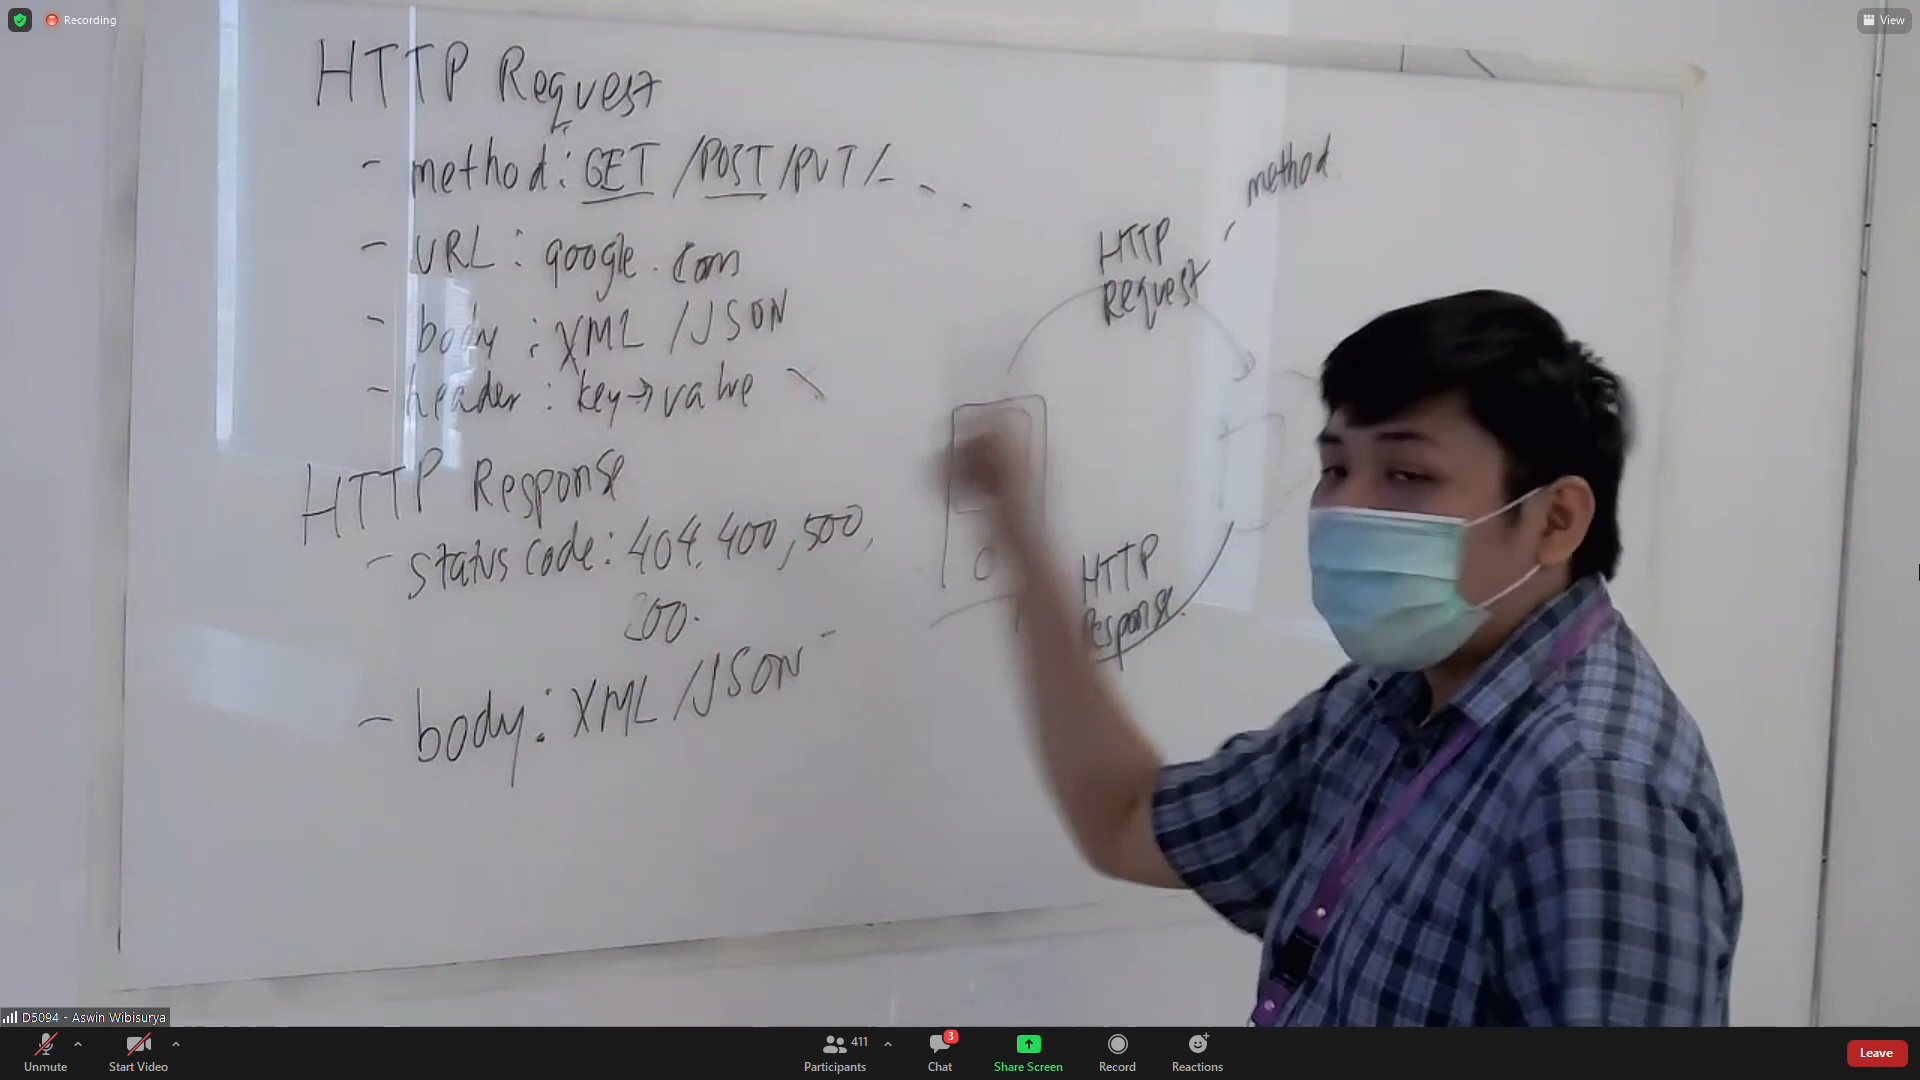 Recording
View
HTTP Request
- method: GET / POST / PUT / - - -
- URL : google.com
- body : XML / JSON
- header : key → value
HTTP Response
- status code: 404, 400, 500,
200.
- body: XML / JSON
- method
HTTP
Request
HTTP
Response
D5094 - Aswin Wibisurya
Unmute
Start Video
411
Participants
3
Chat
Share Screen
Record
Reactions
Leave